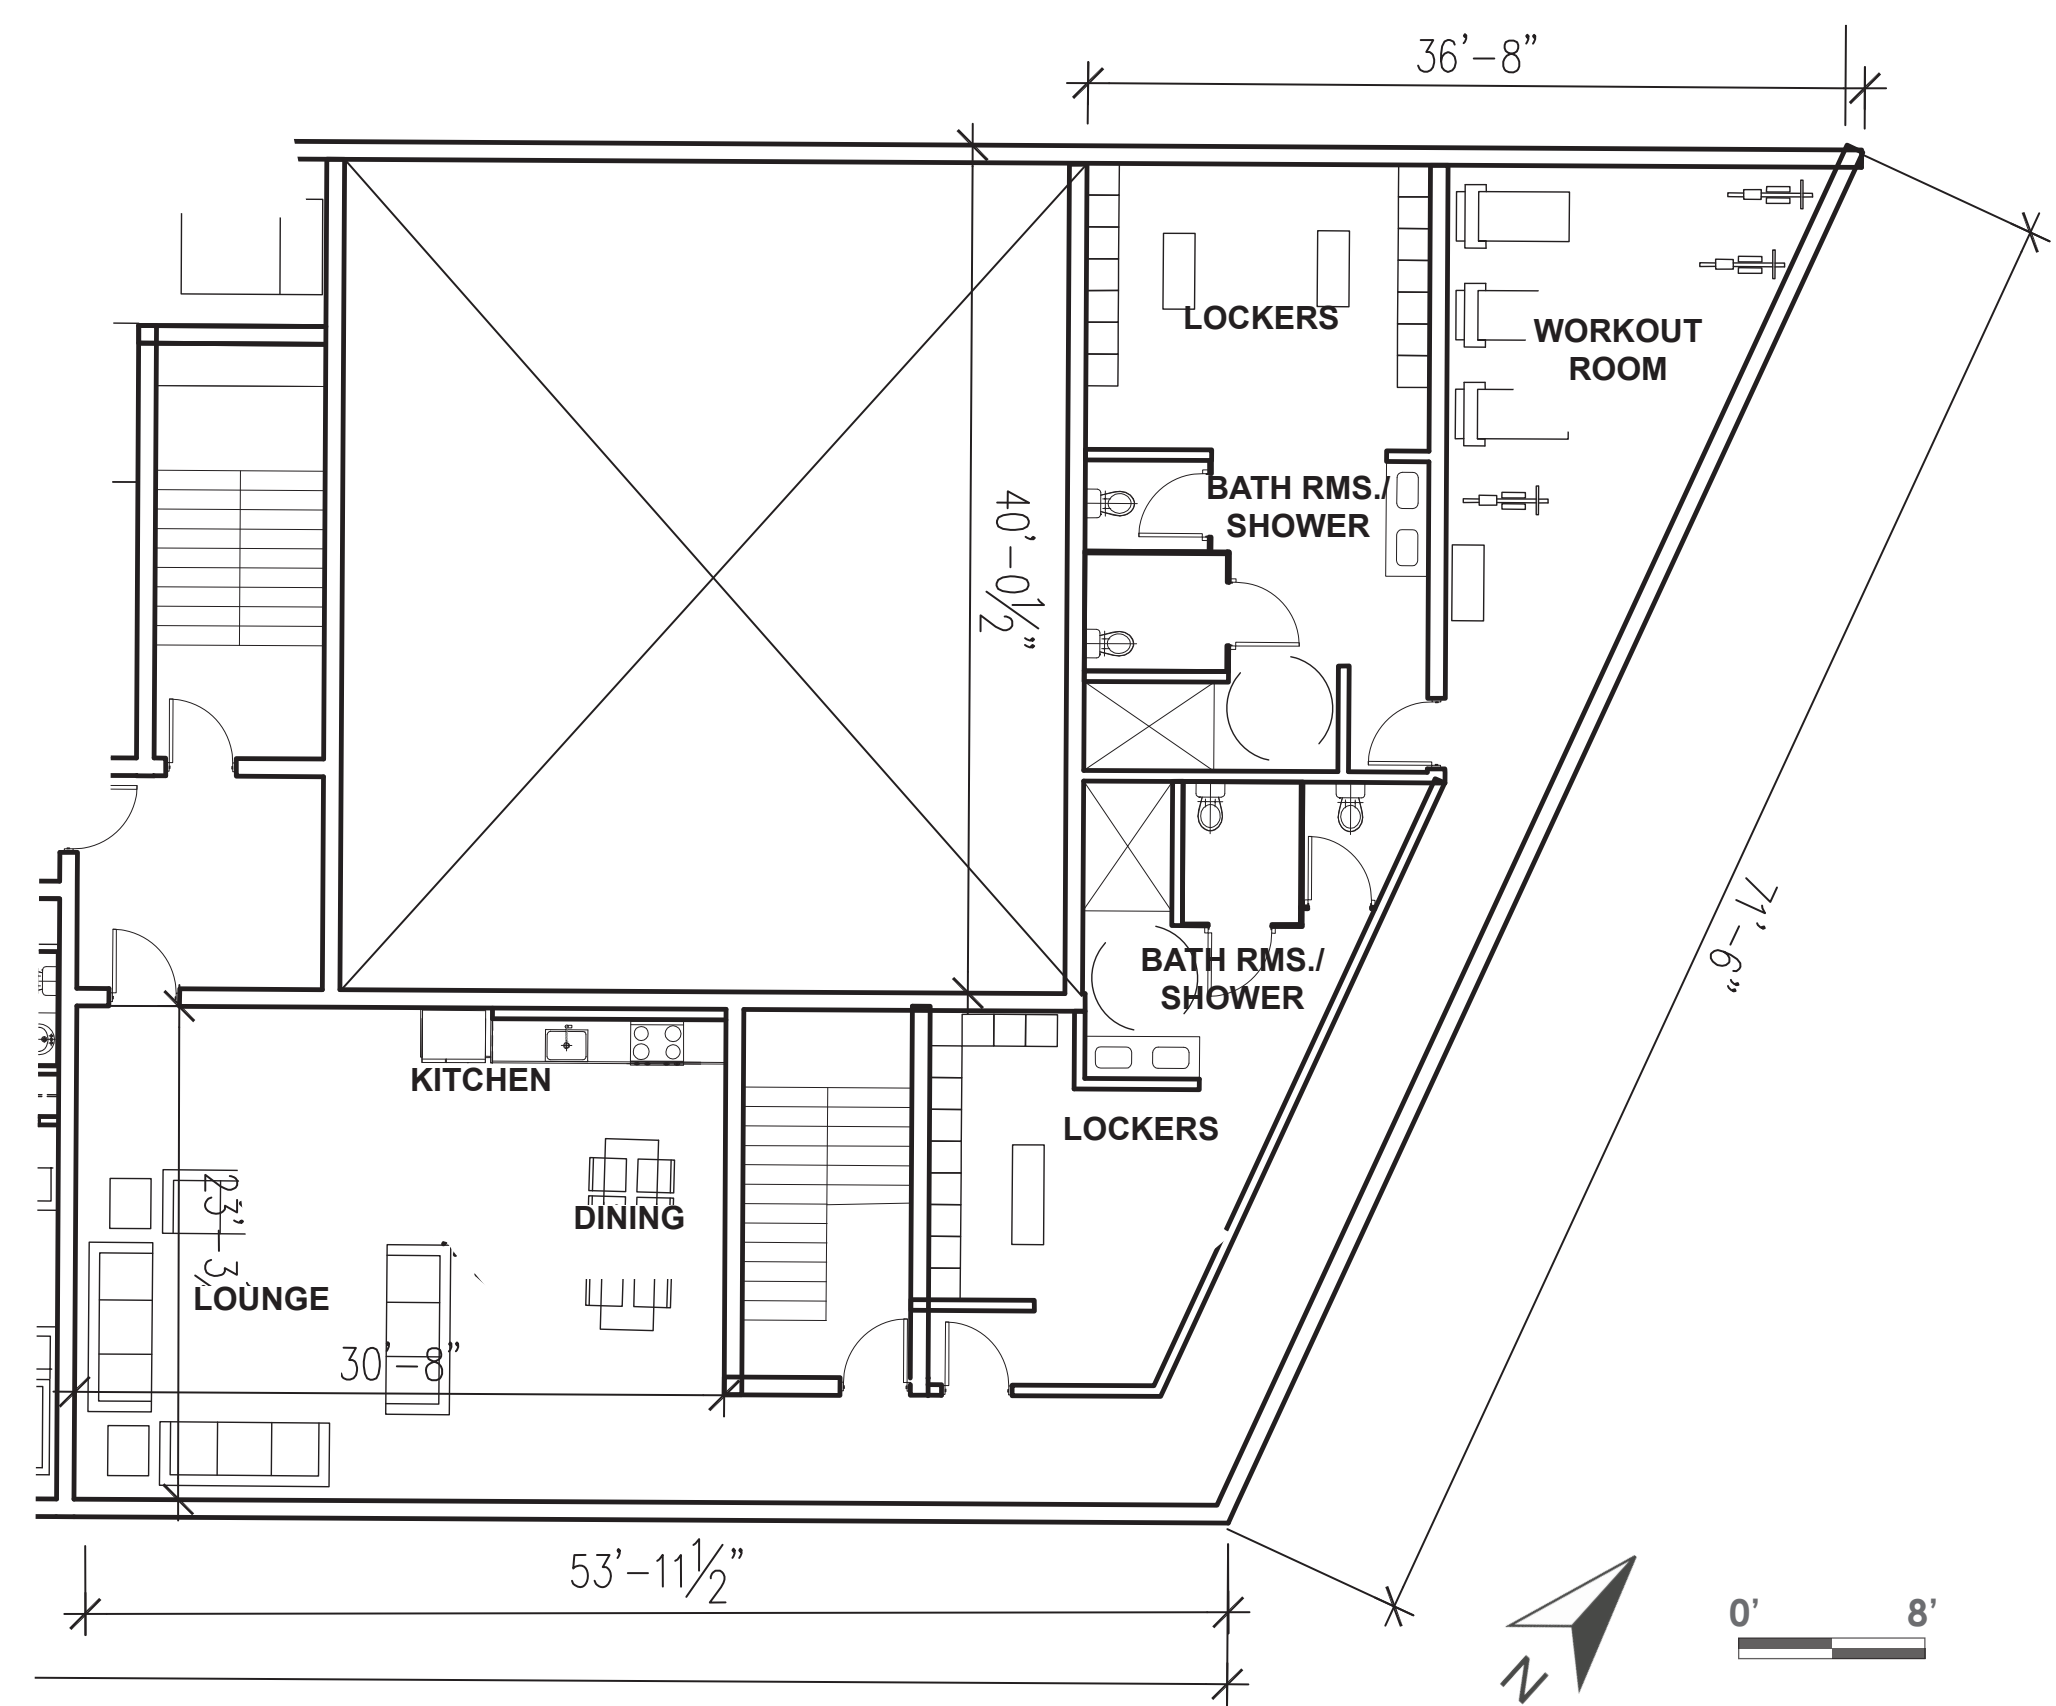 36'-8"
LOCKERS
WORKOUT
ROOM
BATH RMS./
SHOWER
40'-0½"
71'-6"
BATH RMS./
SHOWER
KITCHEN
LOCKERS
23'-3
DINING
LOUNGE
30'-8"
53'-11½"
N
0' 8'